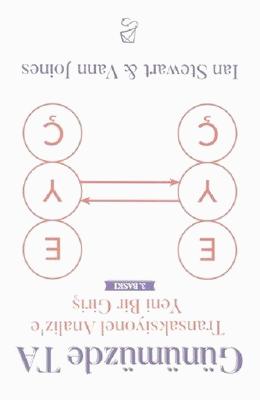 Günümüzde TA
Transaksiyonel Analiz'e
Yeni Bir Giriş
3. BASKI
E E
Y Y
Ç Ç
Ian Stewart & Vann Joines